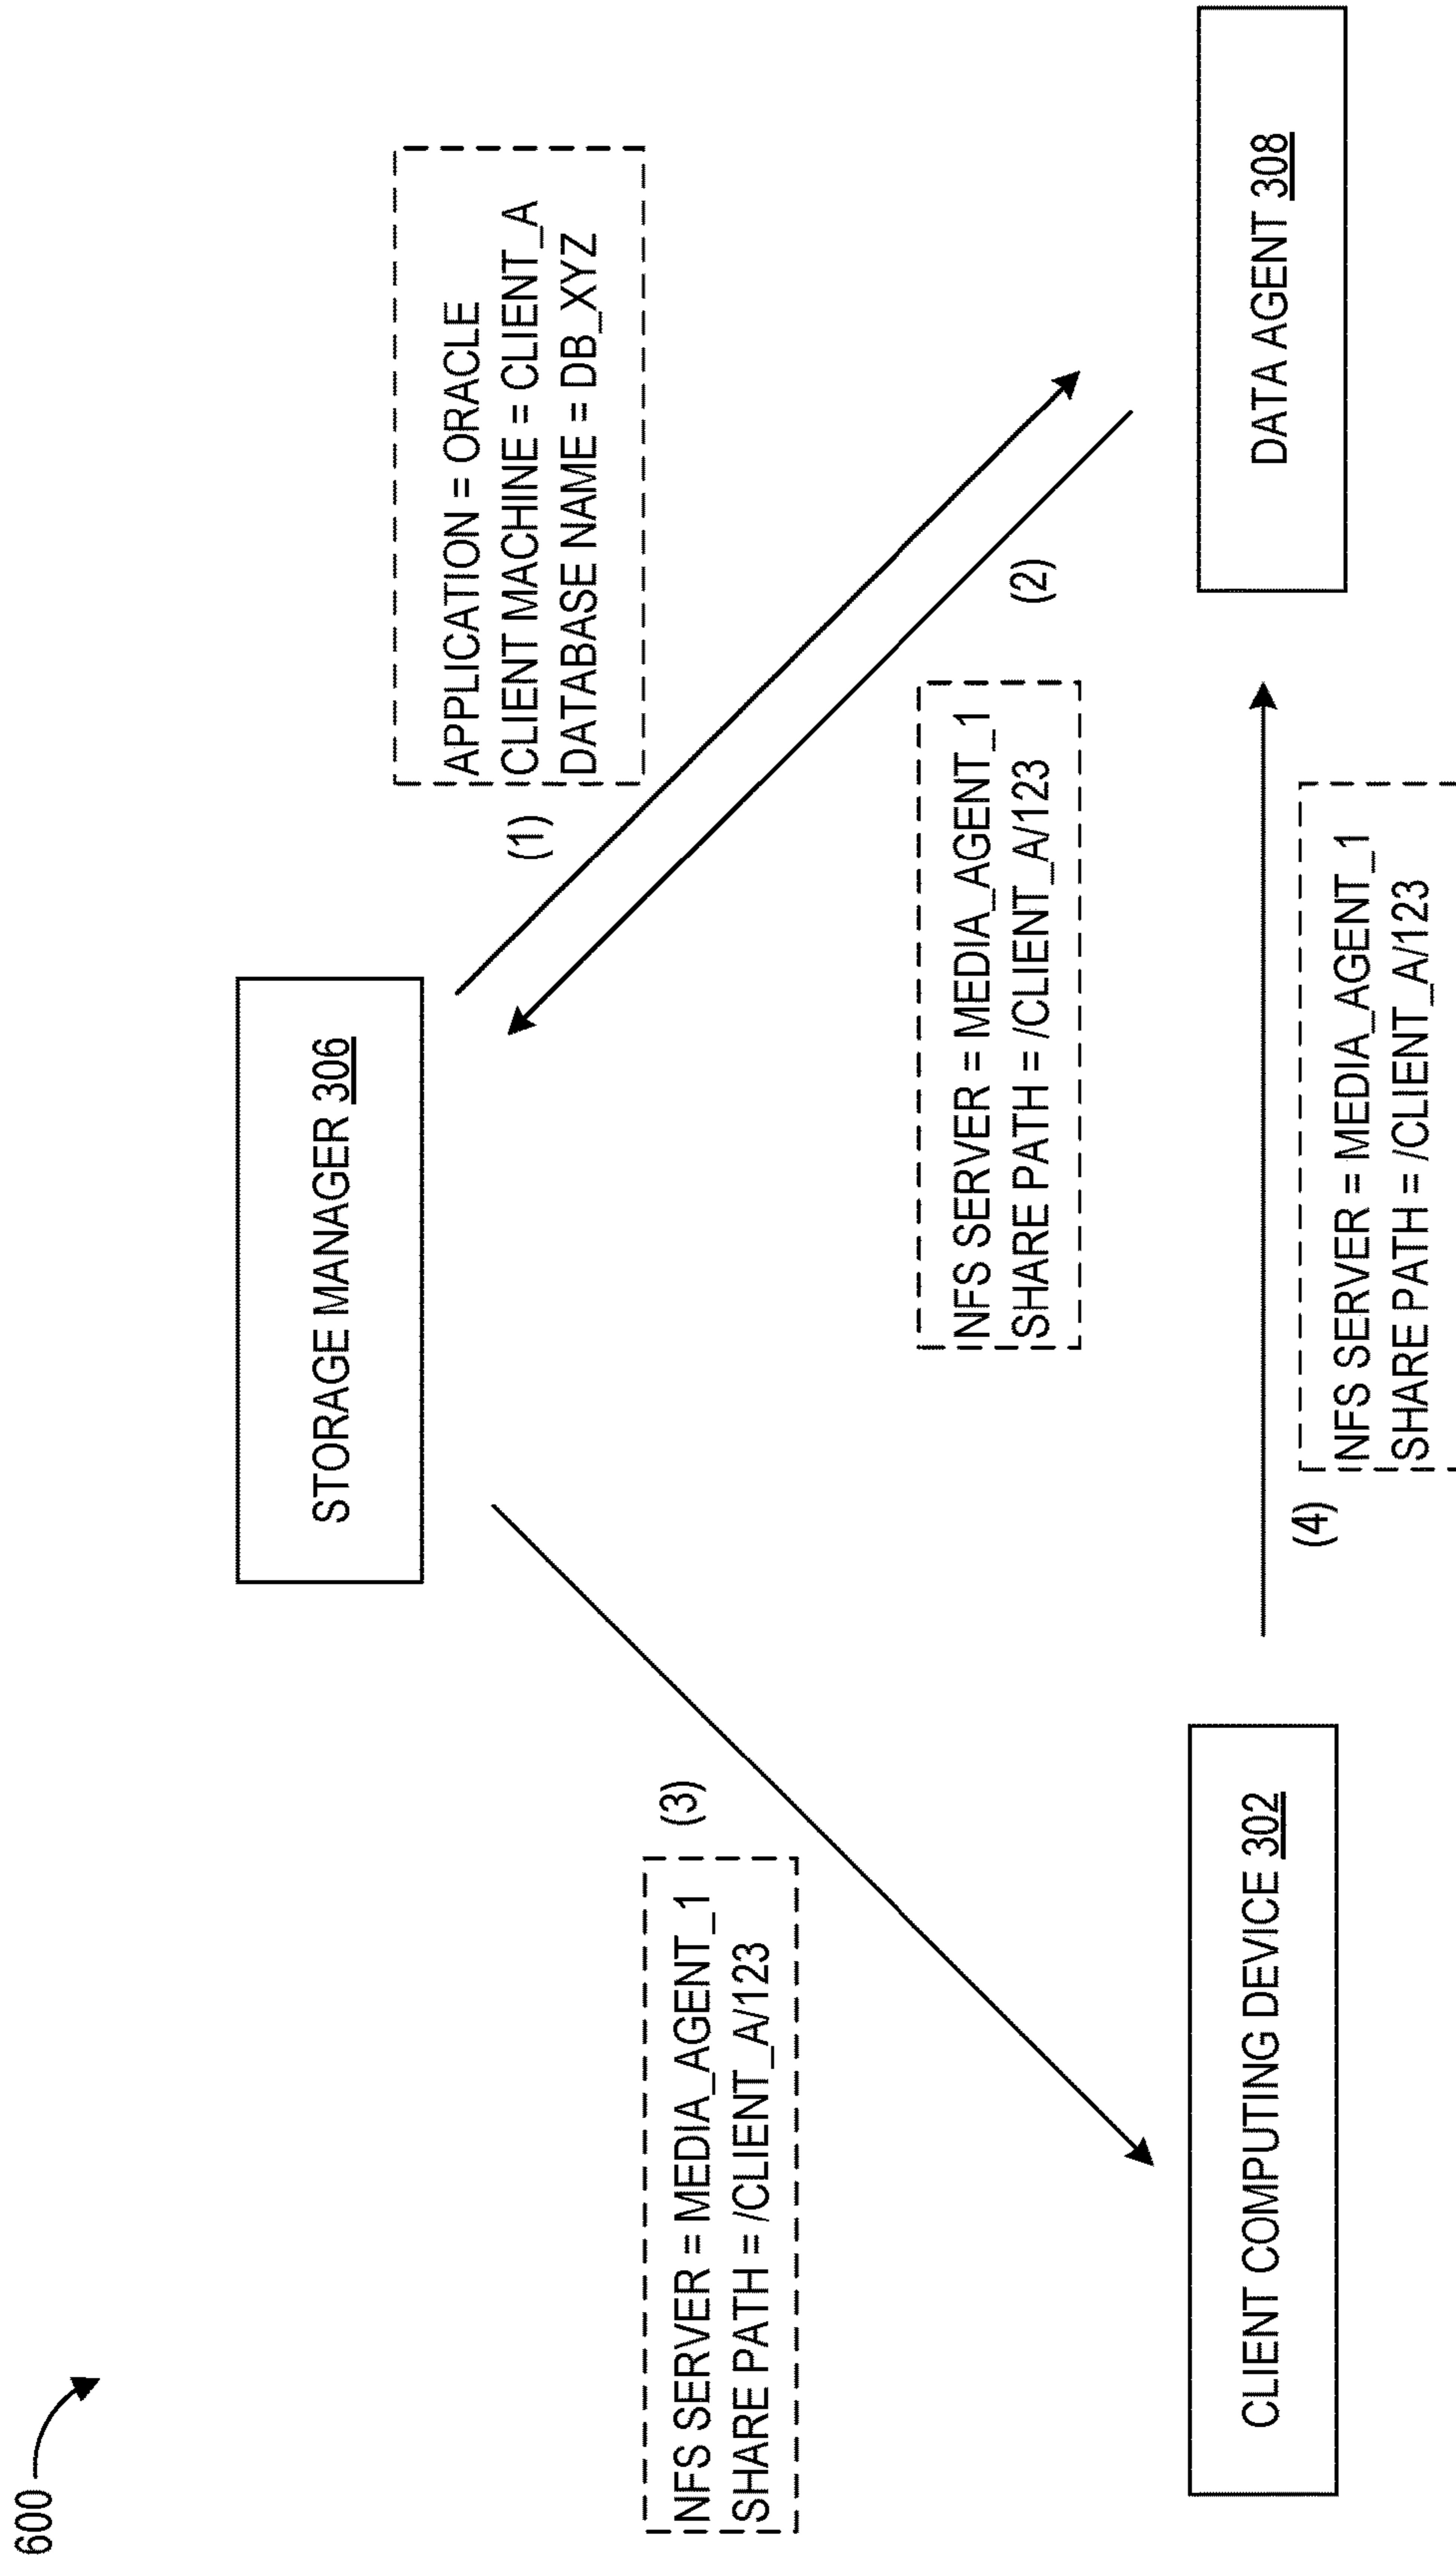 600
STORAGE MANAGER 306
(1)
APPLICATION = ORACLE
CLIENT MACHINE = CLIENT_A
DATABASE NAME = DB_XYZ
(3)
NFS SERVER = MEDIA_AGENT_1
SHARE PATH = /CLIENT_A/123
NFS SERVER = MEDIA_AGENT_1
SHARE PATH = /CLIENT_A/123
(2)
CLIENT COMPUTING DEVICE 302
DATA AGENT 308
(4)
NFS SERVER = MEDIA_AGENT_1
SHARE PATH = /CLIENT_A/123